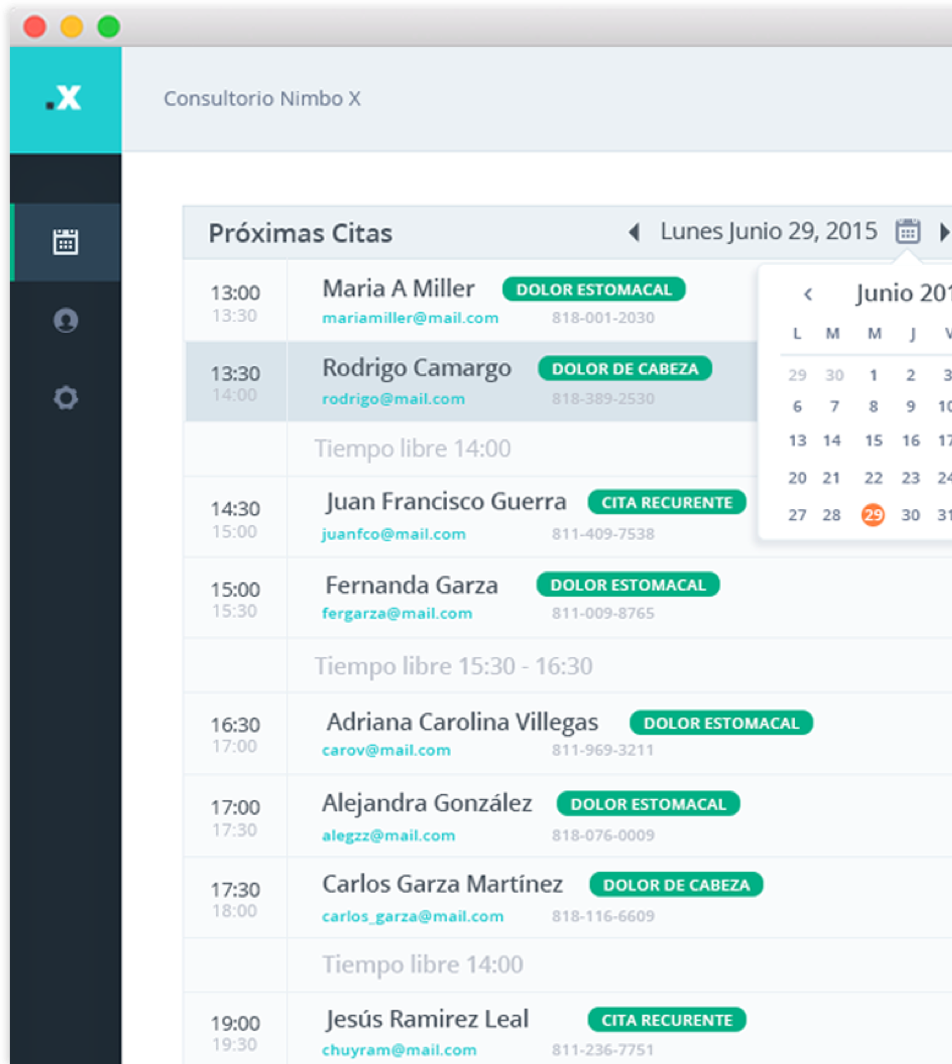 .X
Consultorio Nimbo X
Próximas Citas
Lunes Junio 29, 2015
13:00 Maria A Miller DOLOR ESTOMACAL
13:30 mariamiller@mail.com 818-001-2030
13:30 Rodrigo Camargo DOLOR DE CABEZA
14:00 rodrigo@mail.com 818-389-2530
Tiempo libre 14:00
14:30 Juan Francisco Guerra CITA RECURENTE
15:00 juanfco@mail.com 811-409-7538
15:00 Fernanda Garza DOLOR ESTOMACAL
15:30 fergarza@mail.com 811-009-8765
Tiempo libre 15:30 - 16:30
16:30 Adriana Carolina Villegas DOLOR ESTOMACAL
17:00 carov@mail.com 811-969-3211
17:00 Alejandra González DOLOR ESTOMACAL
17:30 alegzz@mail.com 818-076-0009
17:30 Carlos Garza Martínez DOLOR DE CABEZA
18:00 carlos_garza@mail.com 818-116-6609
Tiempo libre 14:00
19:00 Jesús Ramirez Leal CITA RECURENTE
19:30 chuyram@mail.com 811-236-7751
Junio 201
L M M J V
29 30 1 2 3
6 7 8 9 10
13 14 15 16 17
20 21 22 23 24
27 28 29 30 31